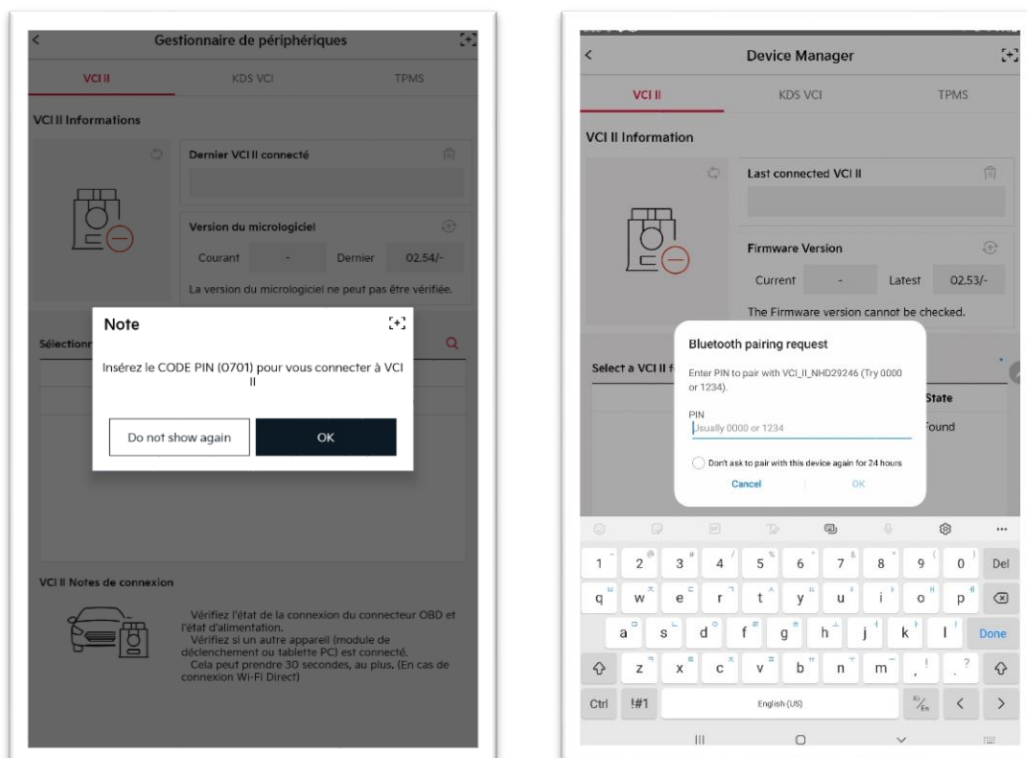 Gestionnaire de périphériques
VCI II
KDS VCI
TPMS
VCI II Informations
Dernier VCI II connecté
Version du micrologiciel
Courant
-
Dernier
02.54/-
La version du micrologiciel ne peut pas être vérifiée.
Note
Insérez le CODE PIN (0701) pour vous connecter à VCI
II
Do not show again
OK
VCI II Notes de connexion
Vérifiez l'état de la connexion du connecteur OBD et
l'état d'alimentation.
Vérifiez si un autre appareil (module de
déclenchement ou tablette PC) est connecté.
Cela peut prendre 30 secondes, au plus. (En cas de
connexion Wi-Fi Direct)
Device Manager
VCI II
KDS VCI
TPMS
VCI II Information
Last connected VCI II
Firmware Version
Current
-
Latest
02.53/-
The Firmware version cannot be checked.
Select a VCI II
State
Bluetooth pairing request
Enter PIN to pair with VCI_II_NHD29246 (Try 0000
or 1234).
PIN
Usually 0000 or 1234
Don't ask to pair with this device again for 24 hours
Cancel
OK
1 2 3 4 5 6 7 8 9 0 Del
q w e r t y u i o p
a s d f g h j k l Done
z x c v b n m , ! . ?
Ctrl !#1 English (US) < >